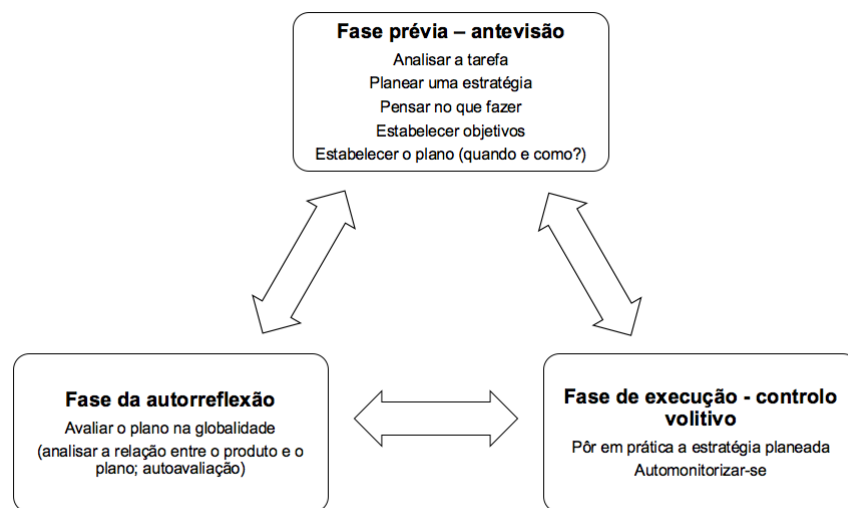 Fase prévia – antevisão
Analisar a tarefa
Planear uma estratégia
Pensar no que fazer
Estabelecer objetivos
Estabelecer o plano (quando e como?)
Fase da autorreflexão
Avaliar o plano na globalidade
(analisar a relação entre o produto e o
plano; autoavaliação)
Fase de execução - controlo
volitivo
Pôr em prática a estratégia planeada
Automonitorizar-se